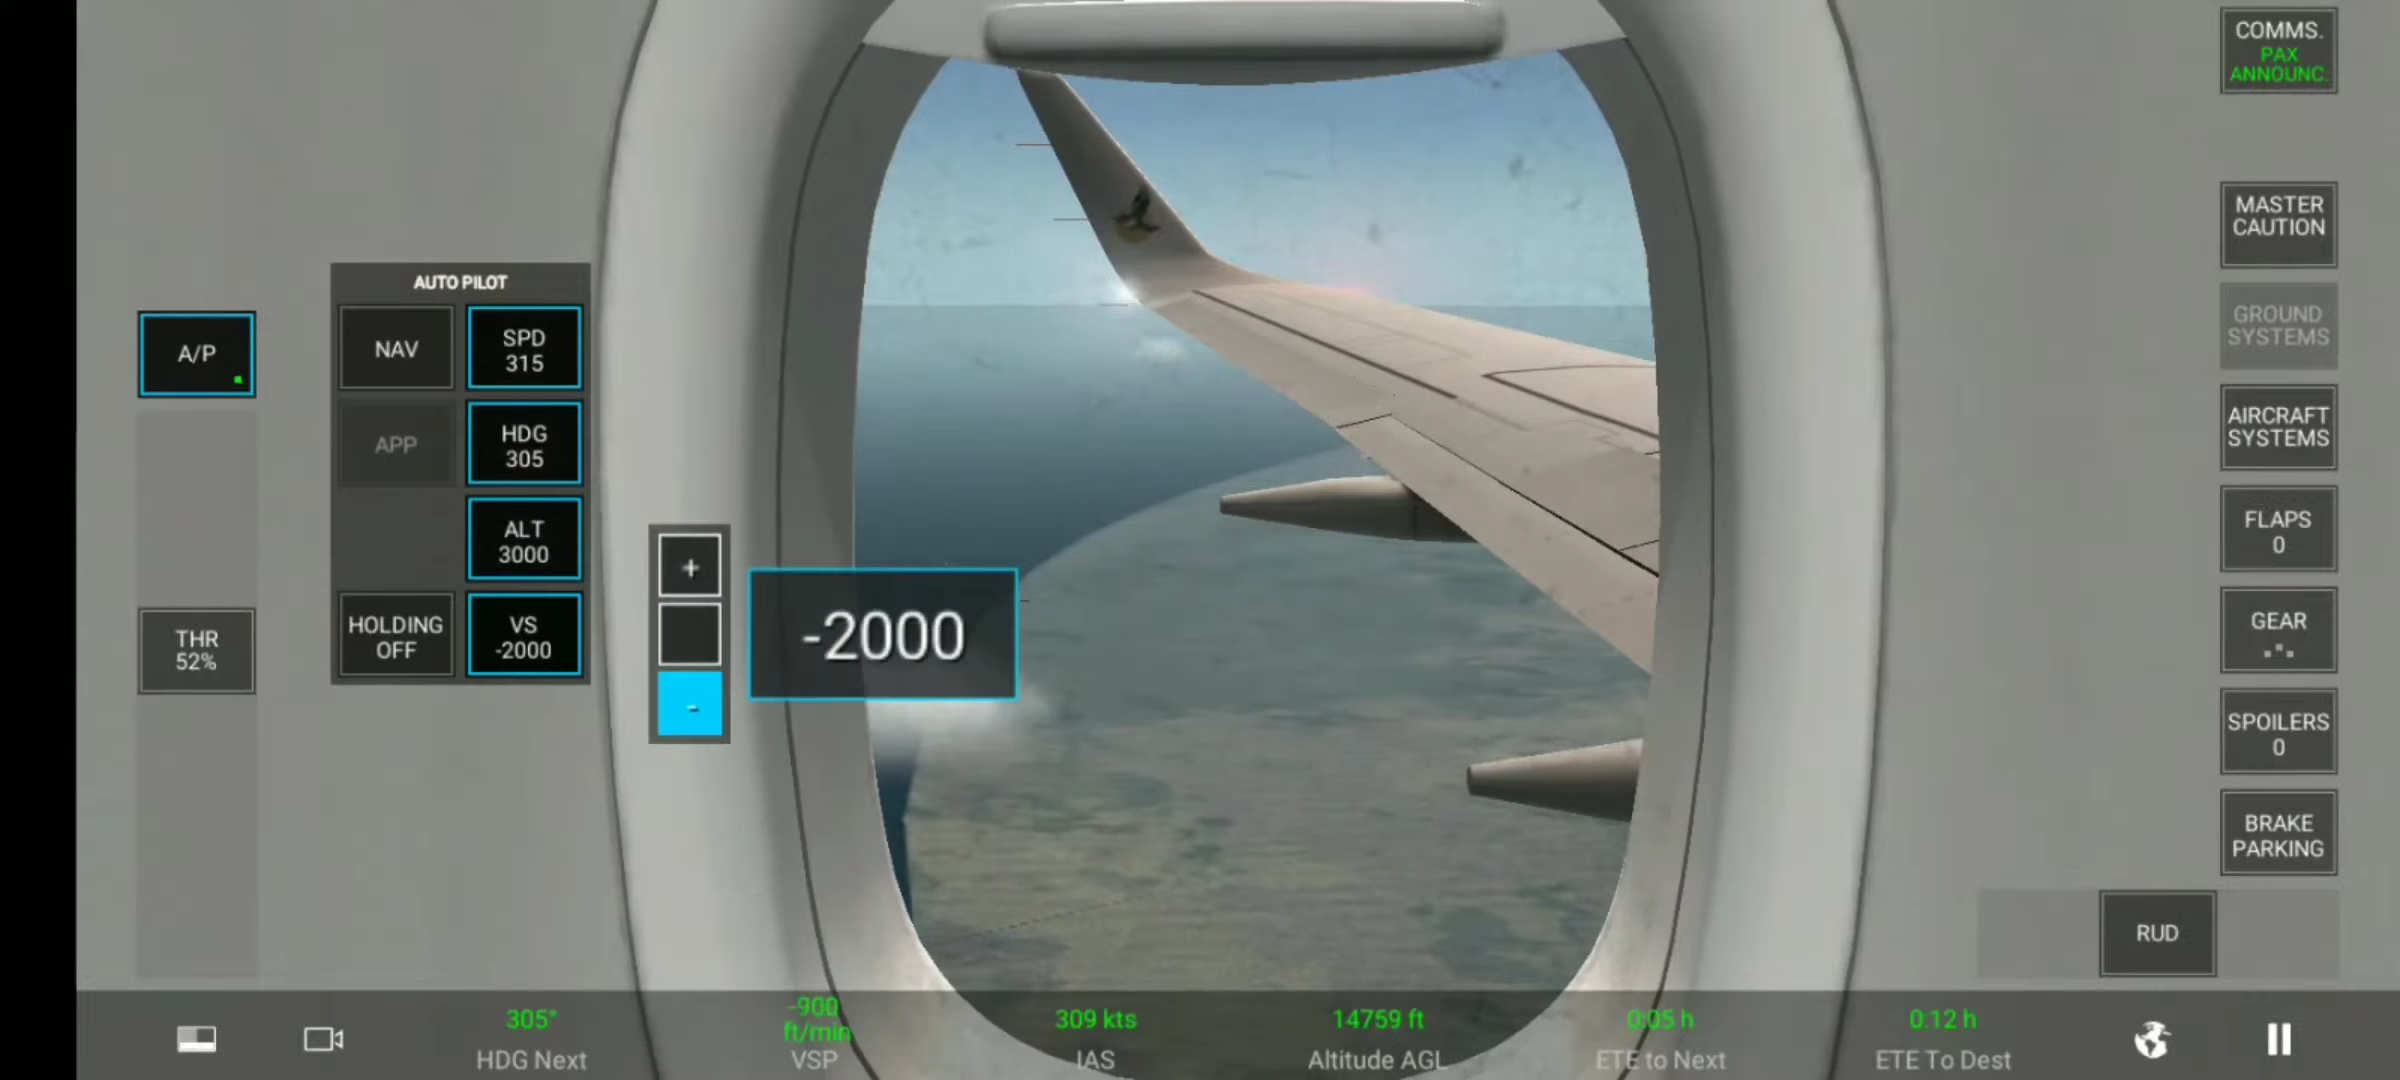 COMMS.
PAX
ANNOUNC.
MASTER
CAUTION
AUTO PILOT
A/P
NAV
SPD
315
GROUND
SYSTEMS
APP
HDG
305
AIRCRAFT
SYSTEMS
ALT
3000
FLAPS
0
+
-
-2000
THR
52%
HOLDING
OFF
VS
-2000
GEAR
SPOILERS
0
BRAKE
PARKING
RUD
305°
HDG Next
-900
ft/min
VSP
309 kts
IAS
14759 ft
Altitude AGL
0:05 h
ETE to Next
0:12 h
ETE To Dest